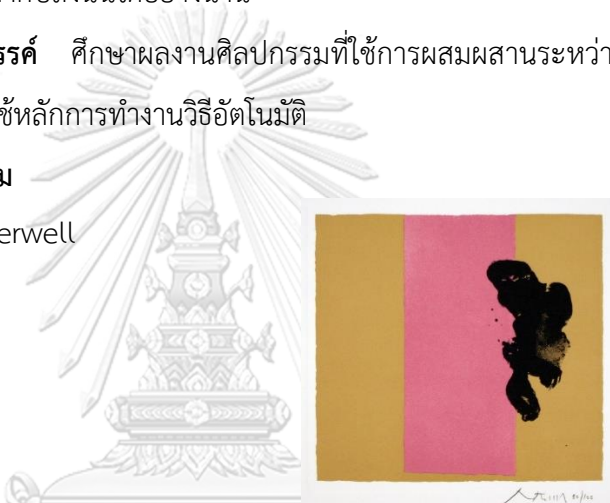 รรค์ ศึกษาผลงานศิลปกรรมที่ใช้การผสมผสานระหว่า
ช้หลักการทำงานวิธีอัตโนมัติ
ม
erwell